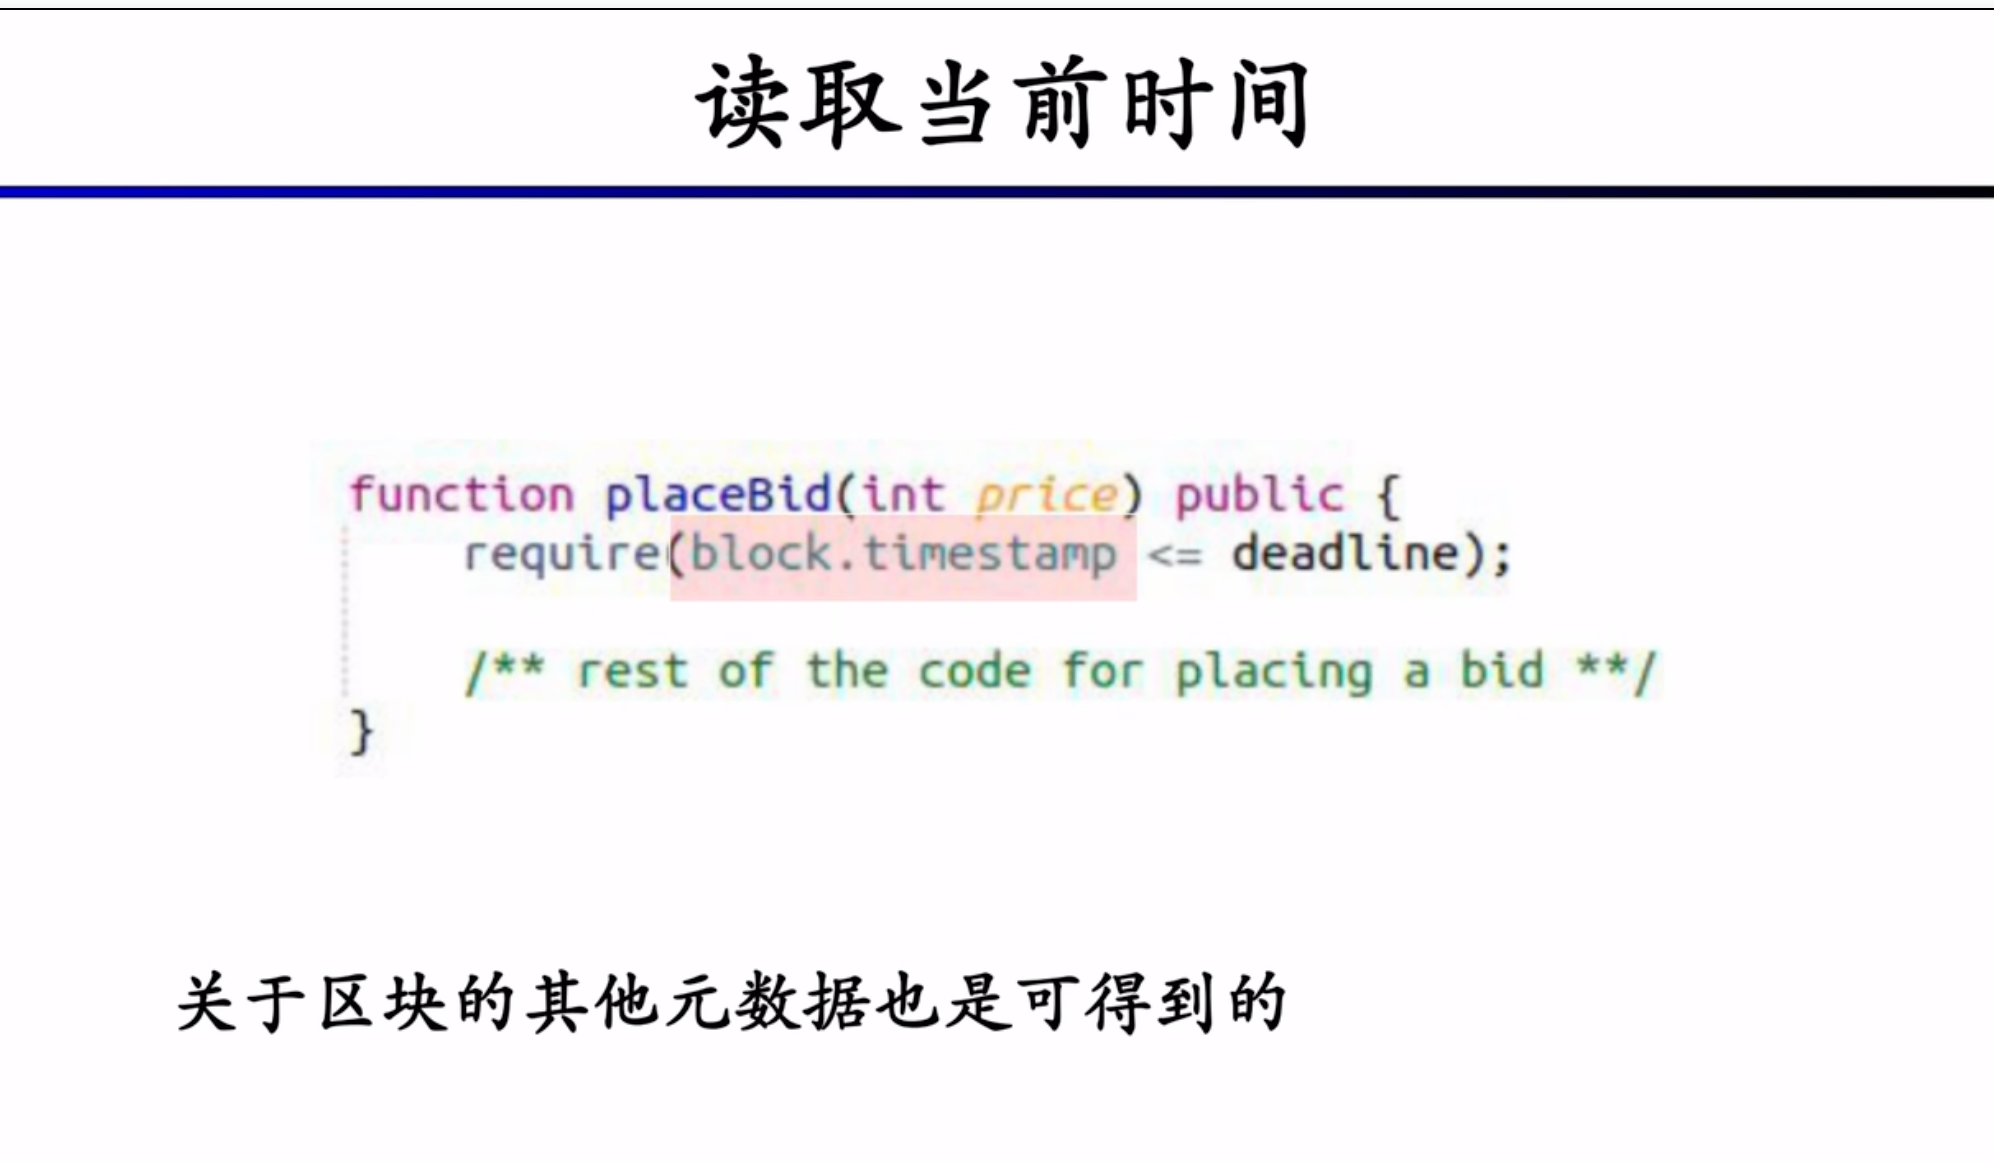 读取当前时间
function placeBid(int price) public {
require(block.timestamp <= deadline);
/** rest of the code for placing a bid **/
}
关于区块的其他元数据也是可得到的